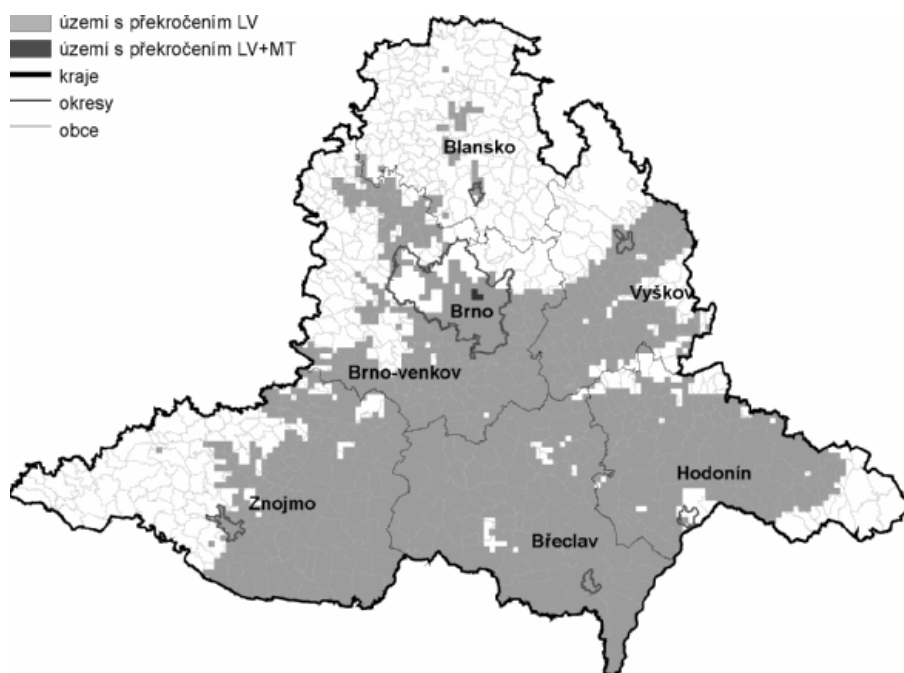 území s překročením LV
území s překročením LV+MT
kraje
okresy
obce
Blansko
Vyškov
Brno
Brno-venkov
Hodonín
Znojmo
Břeclav